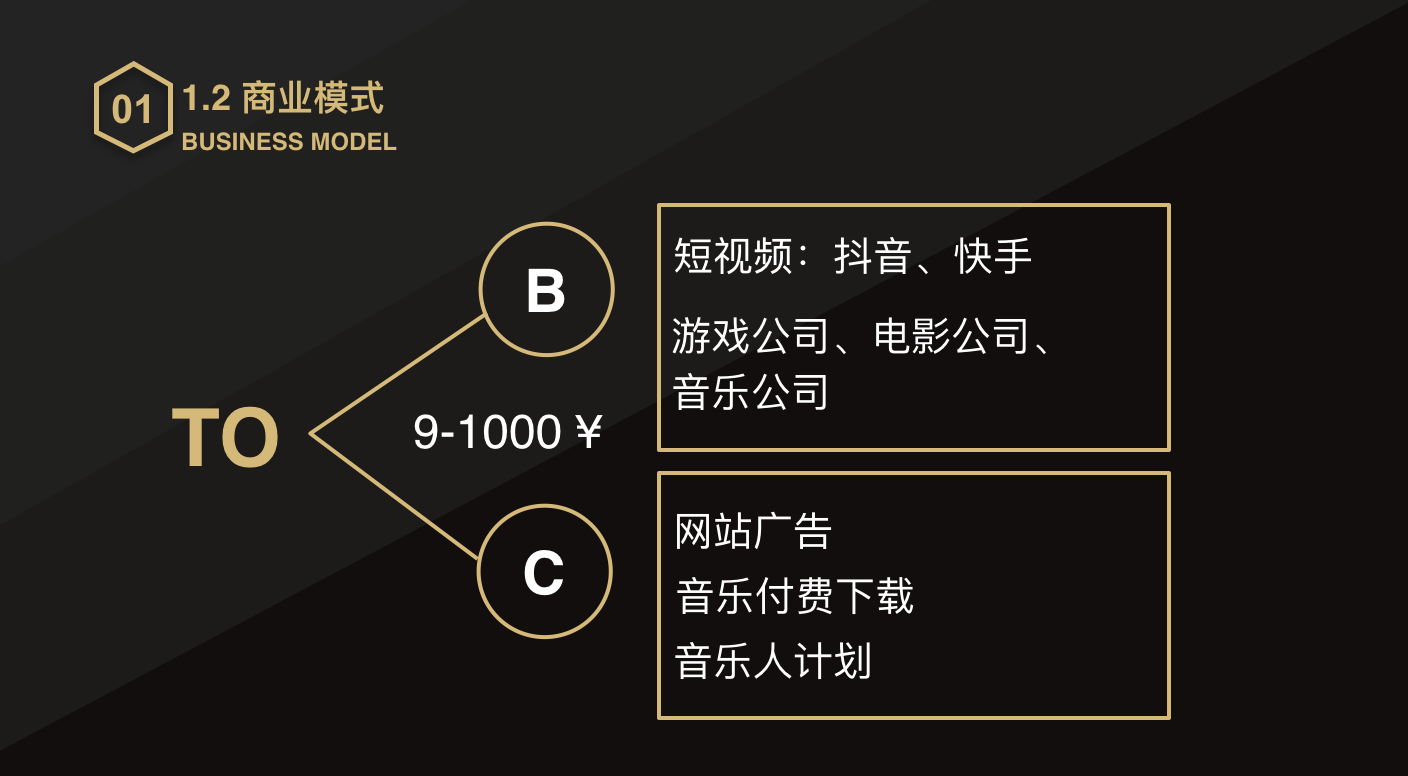 01
1.2 商业模式
BUSINESS MODEL
TO
B
9-1000 ¥
C
短视频：抖音、快手
游戏公司、电影公司、
音乐公司
网站广告
音乐付费下载
音乐人计划